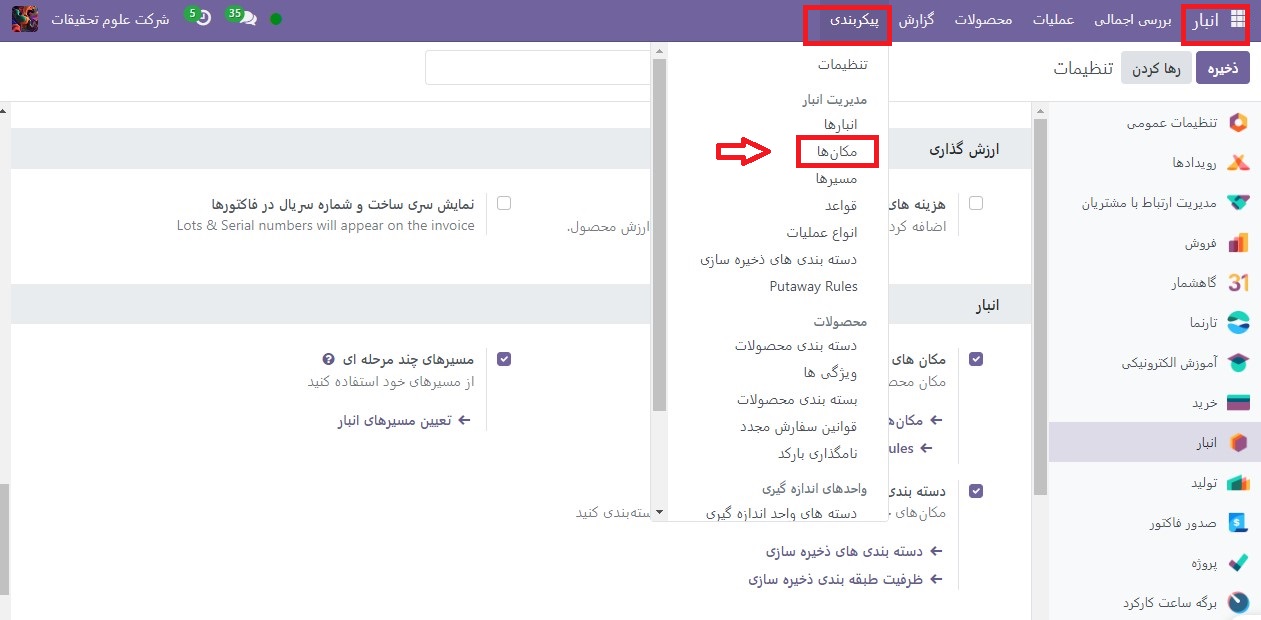 انبار
بررسی اجمالی
عملیات
محصولات
گزارش
پیکربندی
35
5
شرکت علوم تحقیقات
ذخیره
رها کردن
تنظیمات
تنظیمات عمومی
رویدادها
مدیریت ارتباط با مشتریان
فروش
گاهشمار
تارنما
آموزش الکترونیکی
خرید
انبار
تولید
صدور فاکتور
پروژه
برگه ساعت کارکرد
تنظیمات
مدیریت انبار
انبارها
مکان‌ها
مسیرها
قواعد
انواع عملیات
دسته بندی های ذخیره سازی
Putaway Rules
محصولات
دسته بندی محصولات
ویژگی ها
بسته بندی محصولات
قوانین سفارش مجدد
نامگذاری بارکد
واحدهای اندازه گیری
دسته های واحد اندازه گیری
ارزش گذاری
هزینه های
اضافه کرد
ارزش محصول.
نمایش سری ساخت و شماره سریال در فاکتورها
Lots & Serial numbers will appear on the invoice
انبار
مکان های
مکان محص
← مکان‌ه
← ules
مسیرهای چند مرحله ای
از مسیرهای خود استفاده کنید
← تعیین مسیرهای انبار
دسته بندی
مکان‌های
سته‌بندی کنید
← دسته بندی های ذخیره سازی
← ظرفیت طبقه بندی ذخیره سازی